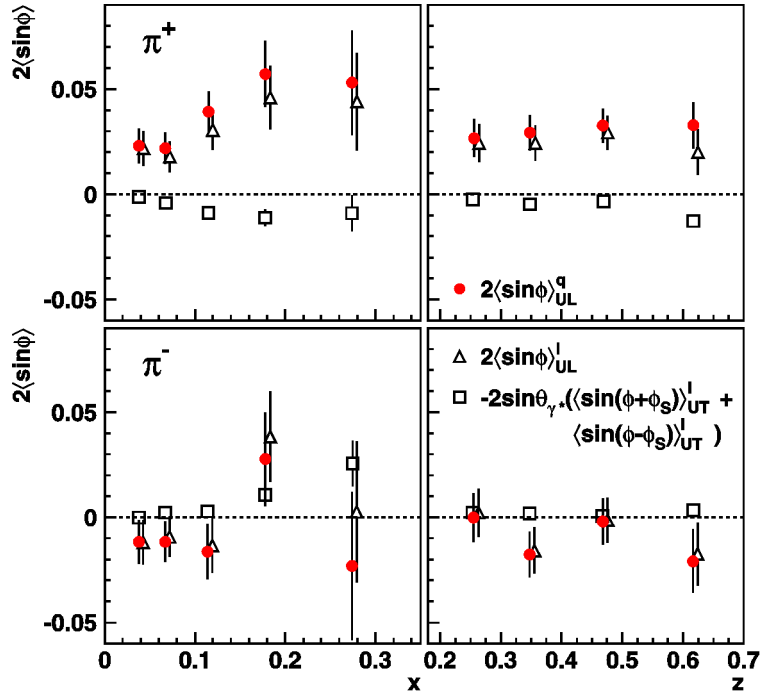 2⟨sinϕ⟩
π⁺
0.05
0
-0.05
2⟨sinϕ⟩^q_UL
2⟨sinϕ⟩
π⁻
0.05
0
-0.05
2⟨sinϕ⟩^l_UL
-2sinθ_γ*(⟨sin(ϕ+ϕ_S)⟩^l_UT +
⟨sin(ϕ-ϕ_S)⟩^l_UT )
0 0.1 0.2 0.3
x
0.2 0.3 0.4 0.5 0.6 0.7
z